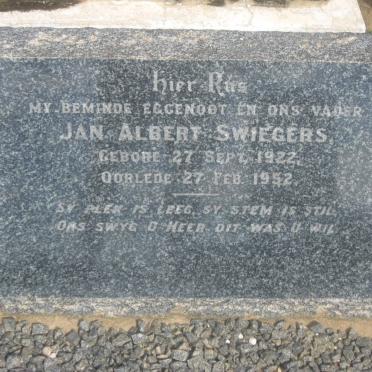 Hier Rus
MY BEMINDE EGGENOOT EN ONS VADER
JAN ALBERT SWIEGERS
GEBORE 27 SEPT. 1922.
OORLEDE 27 FEB. 1952
SY PLEK IS LEEG, SY STEM IS STIL.
ONS SWYG O HEER DIT WAS U WIL